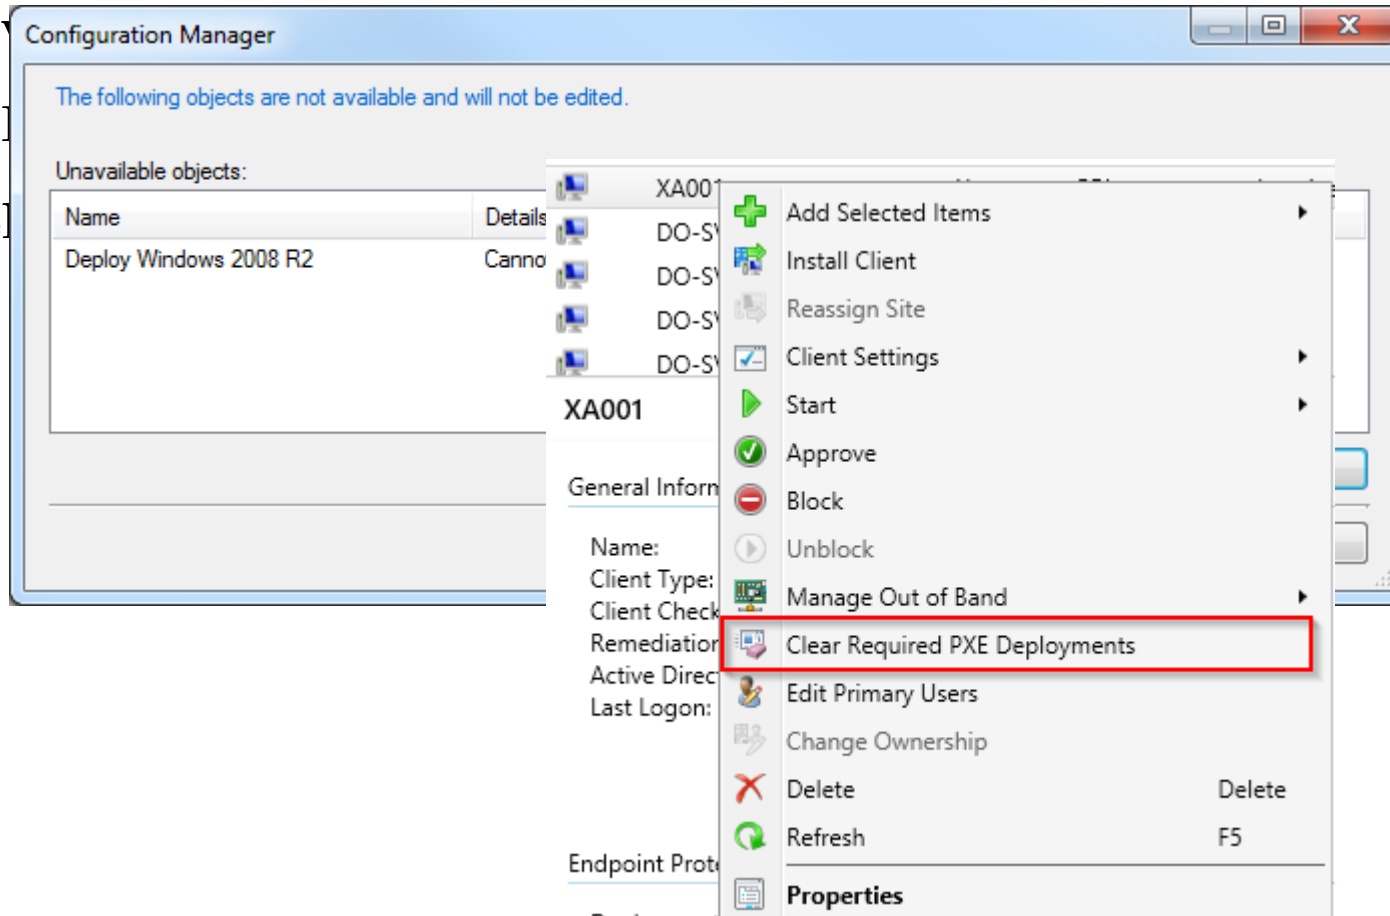 Configuration Manager
The following objects are not available and will not be edited.
Unavailable objects:
Name Details
Deploy Windows 2008 R2
XA001
XA001
General
Name:
Client Type:
Client Check
Active
Last Logon:
Endpoint
Add Selected Items
Install Client
Reassign Site
Client Settings
Start
Approve
Block
Unblock
Manage Out of Band
Clear Required PXE Deployments
Edit Primary Users
Change Ownership
Delete Delete
Refresh F5
Properties